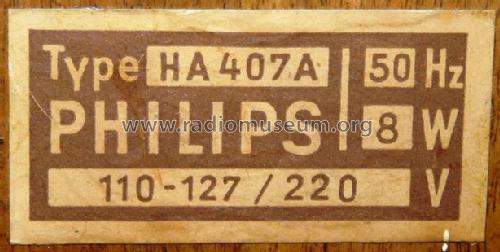 Type HA 407A 50 Hz
PHILIPS 8 W
110-127 / 220 V
www.radiomuseum.org